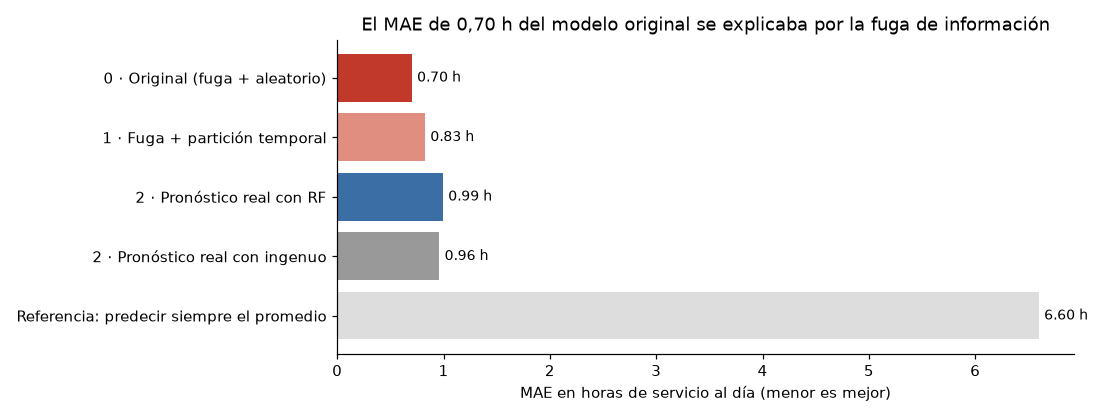 El MAE de 0,70 h del modelo original se explicaba por la fuga de información
0 · Original (fuga + aleatorio)
0.70 h
1 · Fuga + partición temporal
0.83 h
2 · Pronóstico real con RF
0.99 h
2 · Pronóstico real con ingenuo
0.96 h
Referencia: predecir siempre el promedio
6.60 h
0 1 2 3 4 5 6
MAE en horas de servicio al día (menor es mejor)